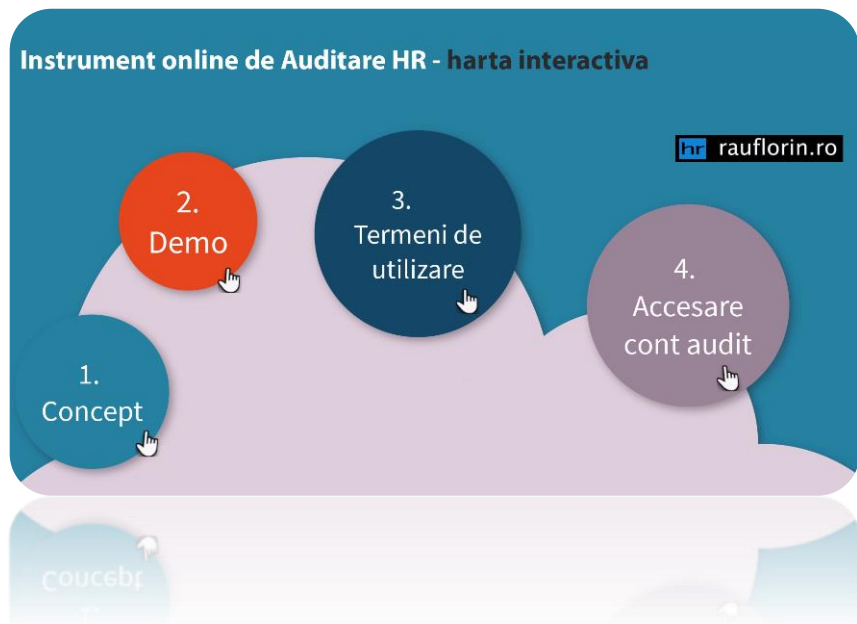 Instrument online de Auditare HR - harta interactiva
hr rauflorin.ro
2.
Demo
3.
Termeni de
utilizare
4.
Accesare
cont audit
1.
Concept